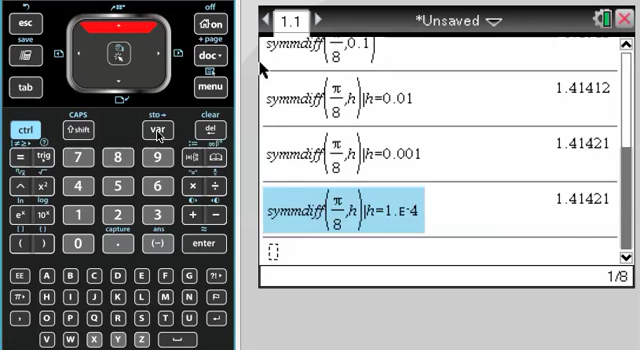 off
esc
on
save
+ page
doc
tab
menu
CAPS
sto→
clear
ctrl
shift
var
del
= trig 7 8 9
^ x² 4 5 6 × ÷
ln log
eˣ 10ˣ 1 2 3 + −
capture ans ≈
( ) 0 . (−) enter
EE A B C D E F G ?!
π H I J K L M N
, O P Q R S T U
V W X Y Z
1.1
*Unsaved
symmdiff(π/8,0.1)
symmdiff(π/8,h)|h=0.01 1.41412
symmdiff(π/8,h)|h=0.001 1.41421
symmdiff(π/8,h)|h=1.ᴇ-4 1.41421
1/8